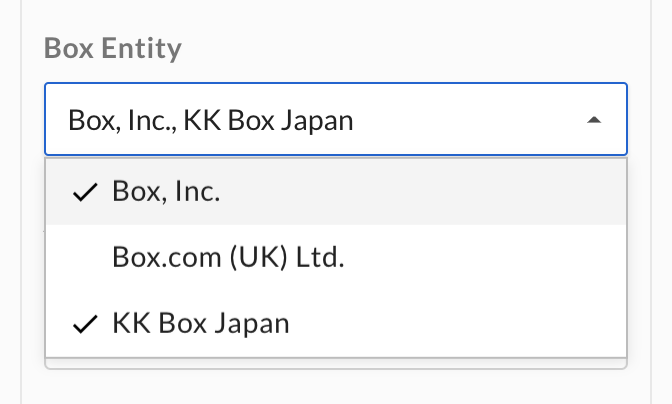 Box Entity
Box, Inc., KK Box Japan
Box, Inc.
Box.com (UK) Ltd.
KK Box Japan